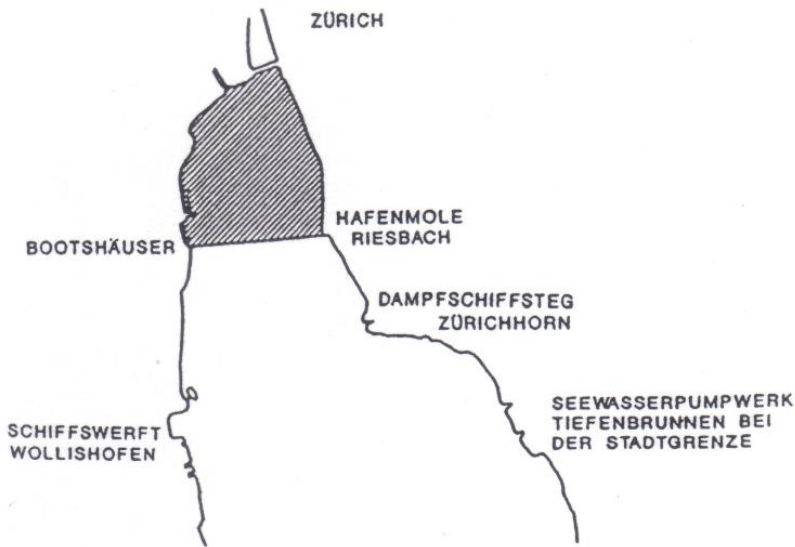 ZÜRICH
HAFENMOLE
RIESBACH
BOOTSHÄUSER
DAMPFSCHIFFSTEG
ZÜRICHHORN
SEEWASSERPUMPWERK
TIEFENBRUNNEN BEI
DER STADTGRENZE
SCHIFFSWERFT
WOLLISHOFEN